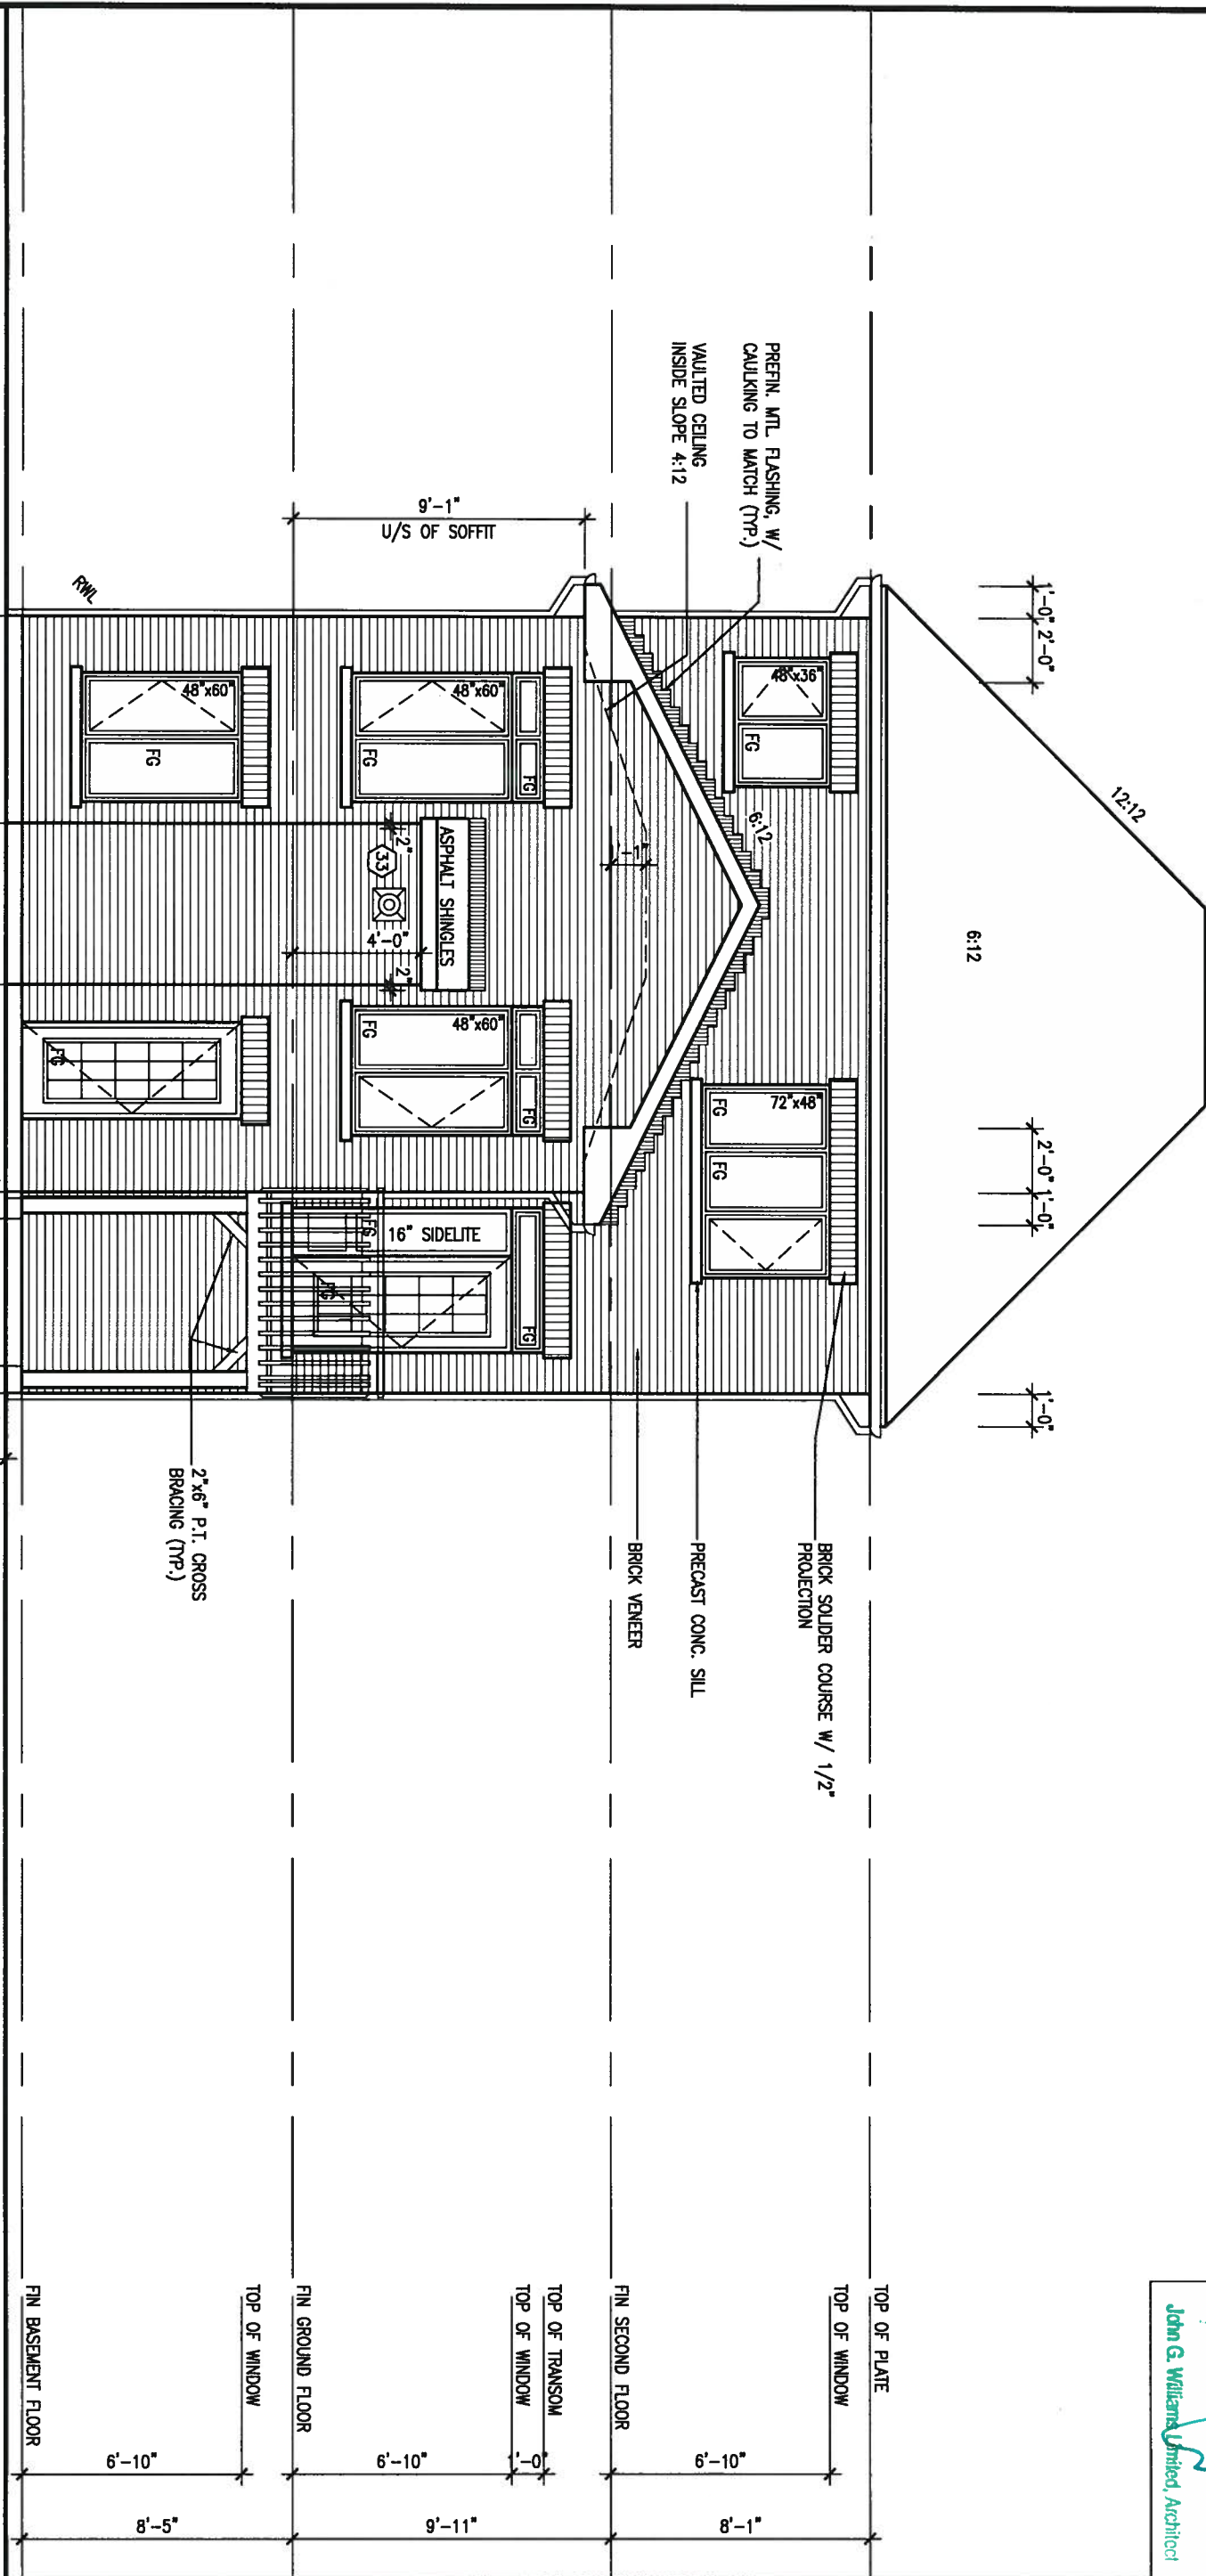 12:12
6:12
1'-0"
2'-0"
2'-0"
1'-0"
1'-0"
PREFIN. MTL. FLASHING, W/
CAULKING TO MATCH (TYP.)
VAULTED CEILING
INSIDE SLOPE 4:12
9'-1"
U/S OF SOFFIT
RWL
48"x36"
FG
72"x48"
FG
FG
6:12
48"x60"
FG
FG
ASPHALT SHINGLES
2"
33
4'-0"
2"
48"x60"
FG
FG
16" SIDELITE
FG
FG
FG
48"x60"
FG
FG
BRICK SOLIDER COURSE W/ 1/2"
PROJECTION
PRECAST CONC. SILL
BRICK VENEER
2"x6" P.T. CROSS
BRACING (TYP.)
TOP OF PLATE
TOP OF WINDOW
FIN SECOND FLOOR
TOP OF TRANSOM
TOP OF WINDOW
FIN GROUND FLOOR
TOP OF WINDOW
FIN BASEMENT FLOOR
6'-10"
8'-1"
1'-0"
6'-10"
9'-11"
6'-10"
8'-5"
John G. Williams Limited, Architect